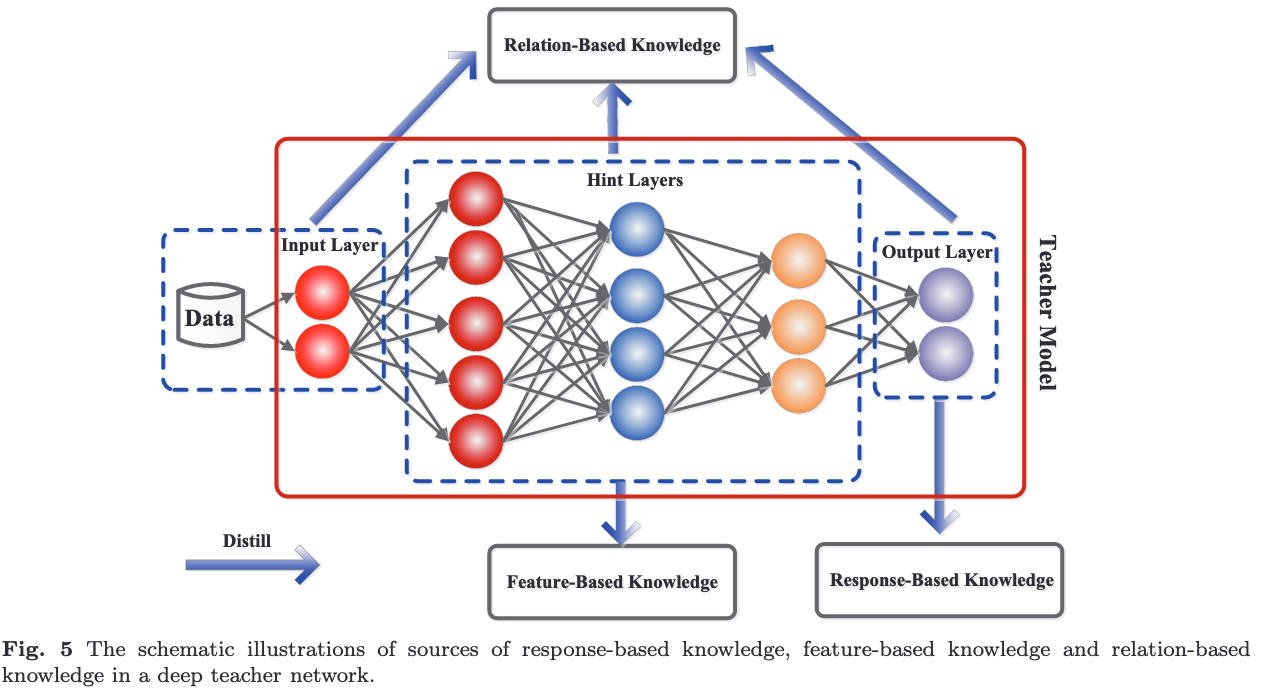 Relation-Based Knowledge
Hint Layers
Input Layer
Output Layer
Data
Teacher Model
Distill
Feature-Based Knowledge
Response-Based Knowledge
Fig. 5 The schematic illustrations of sources of response-based knowledge, feature-based knowledge and relation-based
knowledge in a deep teacher network.